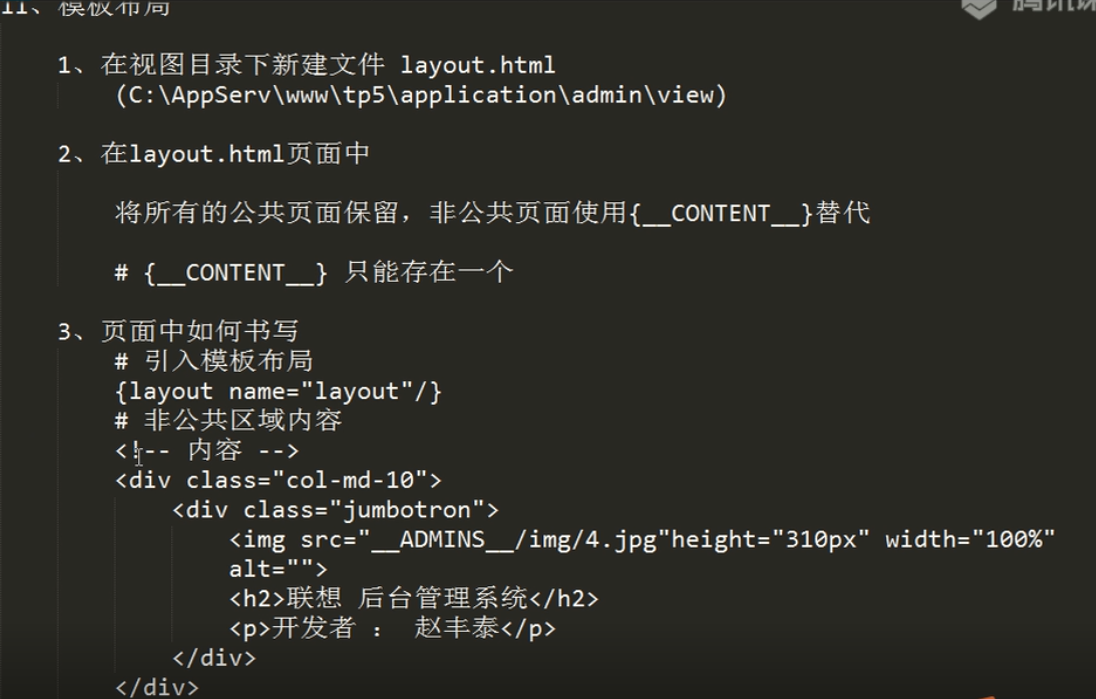 11、模板布局
腾讯课
1、在视图目录下新建文件 layout.html
(C:\AppServ\www\tp5\application\admin\view)
2、在layout.html页面中
将所有的公共页面保留，非公共页面使用{__CONTENT__}替代
# {__CONTENT__} 只能存在一个
3、页面中如何书写
# 引入模板布局
{layout name="layout"/}
# 非公共区域内容
<!-- 内容 -->
<div class="col-md-10">
<div class="jumbotron">
<img src="__ADMINS__/img/4.jpg"height="310px" width="100%"
alt="">
<h2>联想 后台管理系统</h2>
<p>开发者 ： 赵丰泰</p>
</div>
</div>